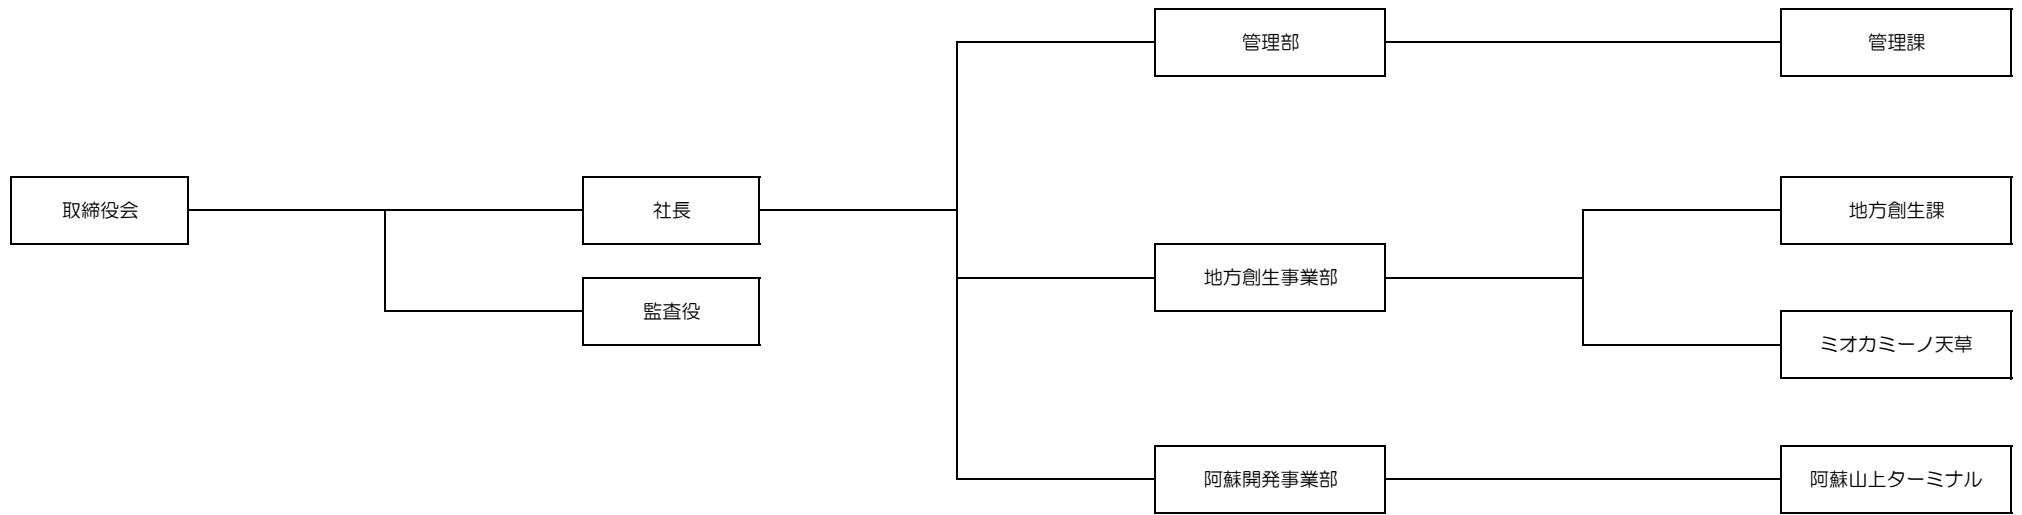 取締役会
社長
監査役
管理部
地方創生事業部
阿蘇開発事業部
管理課
地方創生課
ミオカミーノ天草
阿蘇山上ターミナル